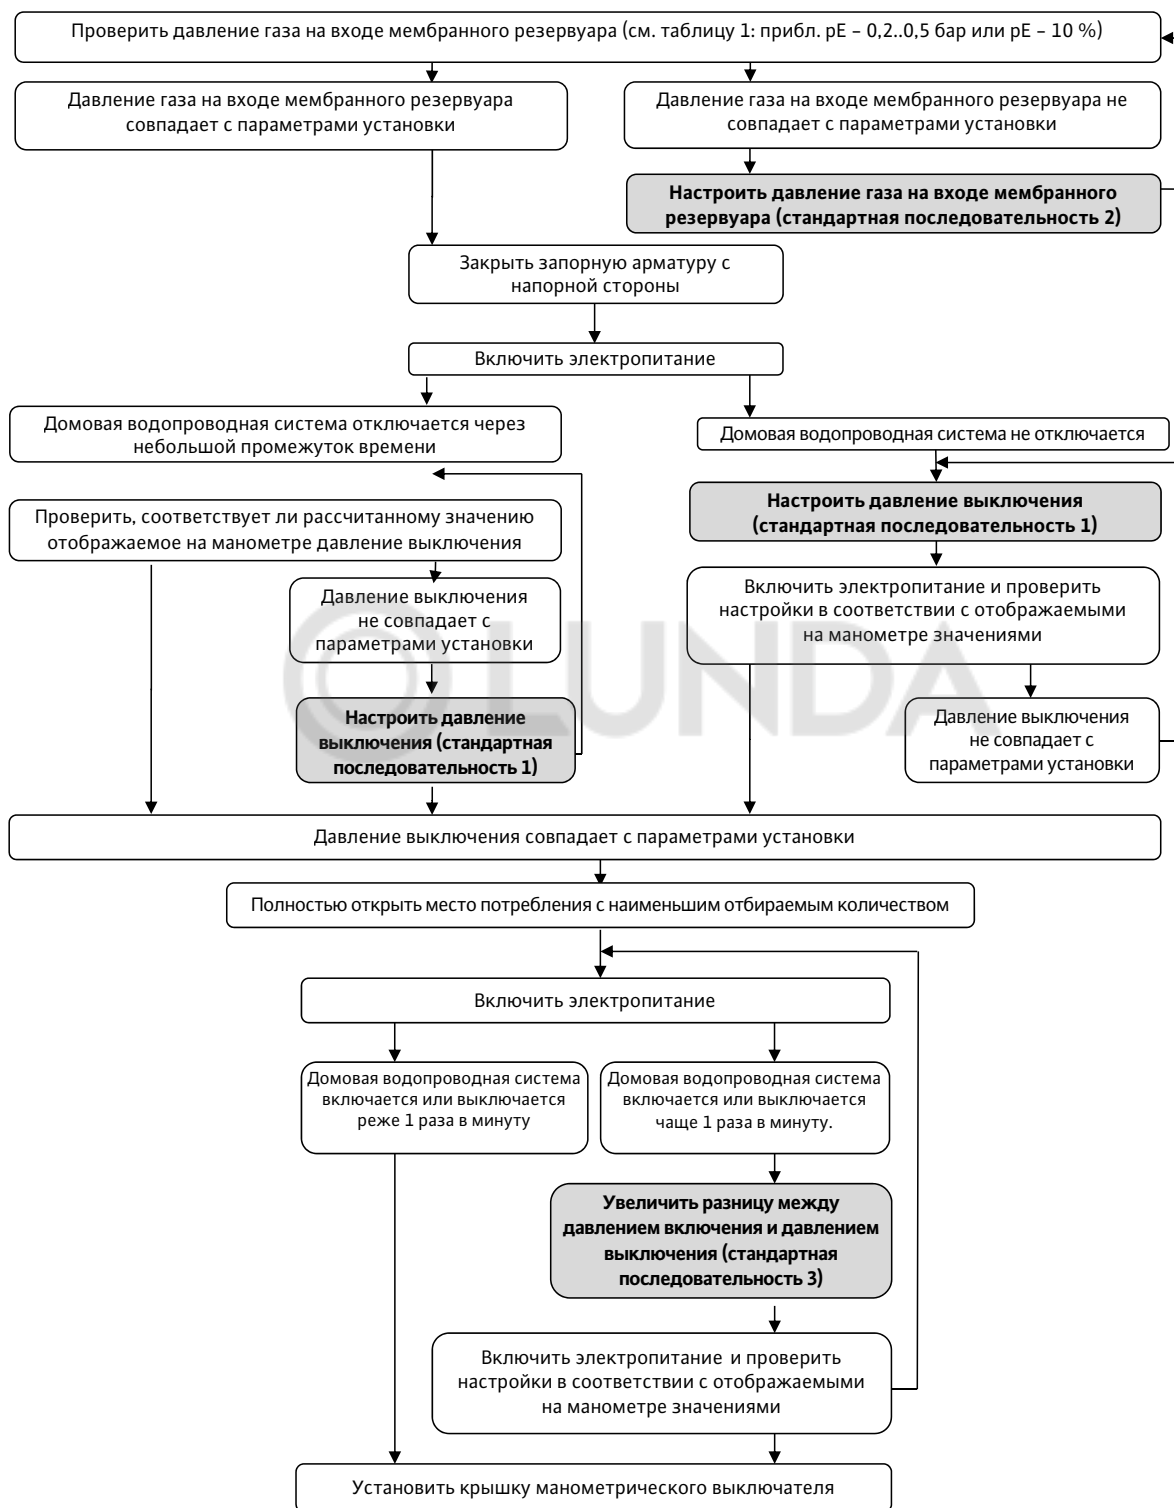 Проверить давление газа на входе мембранного резервуара (см. таблицу 1: прибл. pE – 0,2..0,5 бар или pE – 10 %)
Давление газа на входе мембранного резервуара
совпадает с параметрами установки
Давление газа на входе мембранного резервуара не
совпадает с параметрами установки
Настроить давление газа на входе мембранного
резервуара (стандартная последовательность 2)
Закрыть запорную арматуру с
напорной стороны
Включить электропитание
Домовая водопроводная система отключается через
небольшой промежуток времени
Домовая водопроводная система не отключается
Проверить, соответствует ли рассчитанному значению
отображаемое на манометре давление выключения
Настроить давление выключения
(стандартная последовательность 1)
Давление выключения
не совпадает с
параметрами установки
Включить электропитание и проверить
настройки в соответствии с отображаемыми
на манометре значениями
LUNDA
Настроить давление
выключения (стандартная
последовательность 1)
Давление выключения
не совпадает с
параметрами установки
Давление выключения совпадает с параметрами установки
Полностью открыть место потребления с наименьшим отбираемым количеством
Включить электропитание
Домовая водопроводная система
включается или выключается
реже 1 раза в минуту
Домовая водопроводная система
включается или выключается
чаще 1 раза в минуту.
Увеличить разницу между
давлением включения и давлением
выключения (стандартная
последовательность 3)
Включить электропитание и проверить
настройки в соответствии с отображаемыми
на манометре значениями
Установить крышку манометрического выключателя